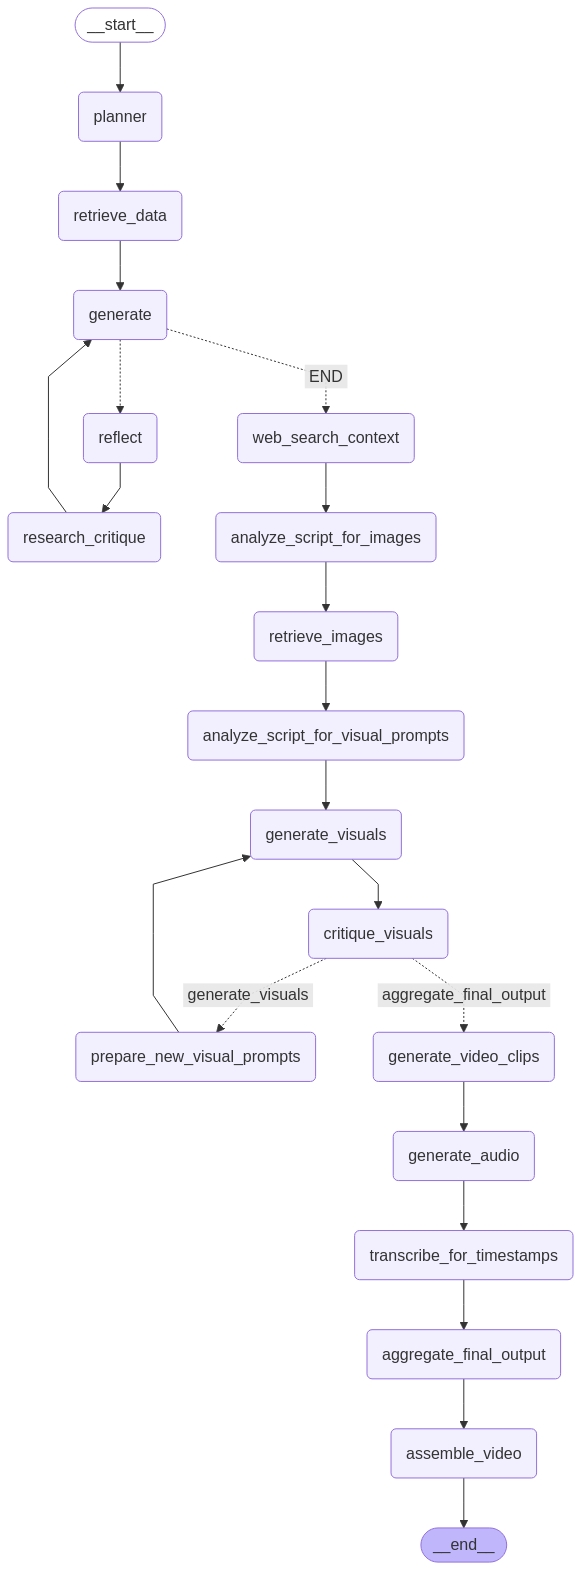 __start__
planner
retrieve_data
generate
END
reflect
web_search_context
research_critique
analyze_script_for_images
retrieve_images
analyze_script_for_visual_prompts
generate_visuals
critique_visuals
generate_visuals
aggregate_final_output
prepare_new_visual_prompts
generate_video_clips
generate_audio
transcribe_for_timestamps
aggregate_final_output
assemble_video
__end__